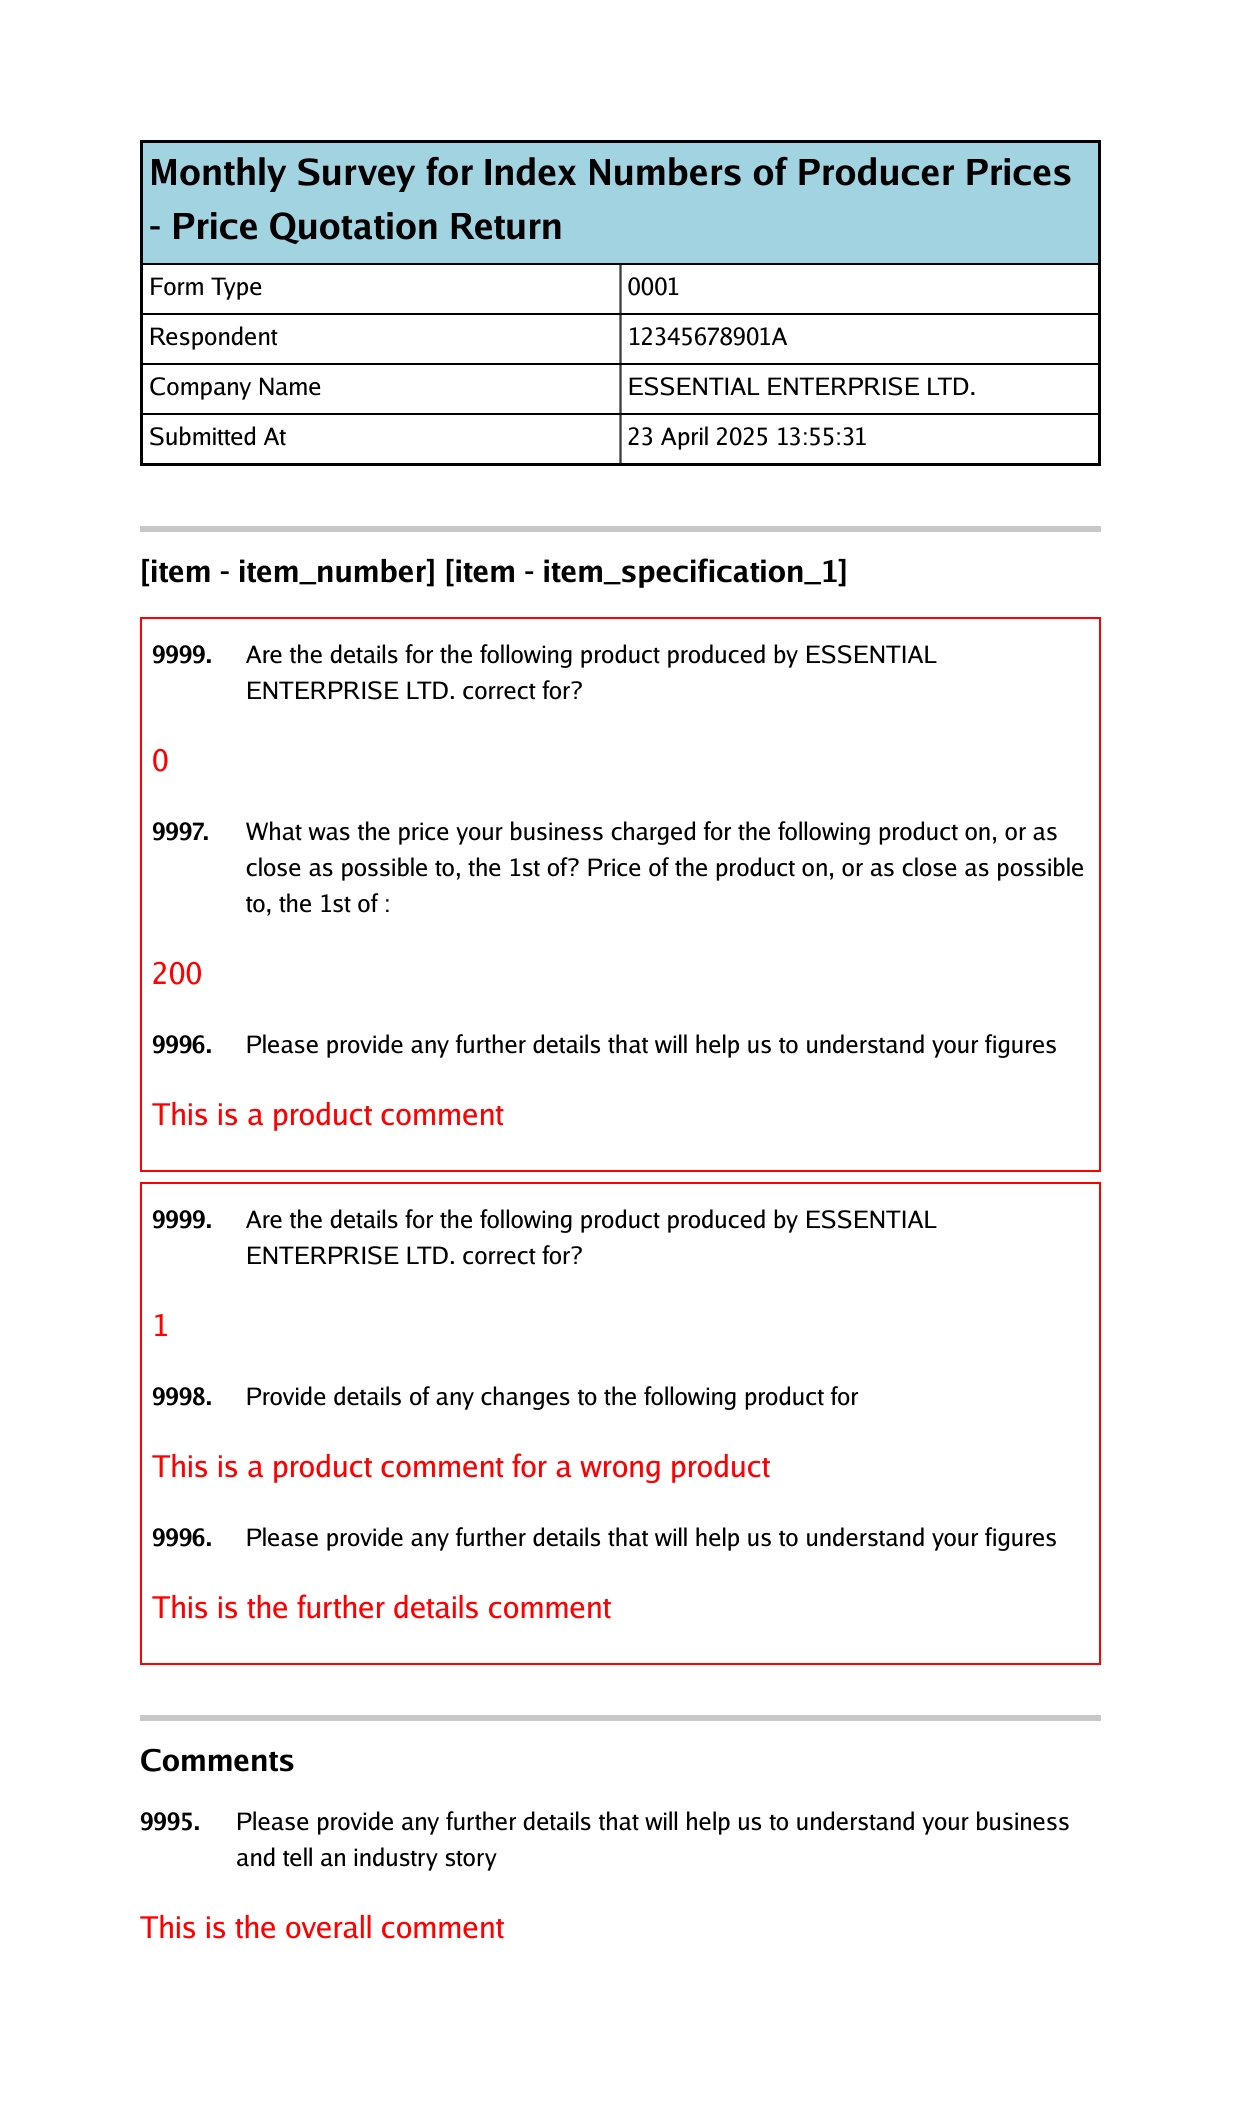 Monthly Survey for Index Numbers of Producer Prices
- Price Quotation Return
Form Type 0001
Respondent 12345678901A
Company Name ESSENTIAL ENTERPRISE LTD.
Submitted At 23 April 2025 13:55:31
[item - item_number] [item - item_specification_1]
9999. Are the details for the following product produced by ESSENTIAL
ENTERPRISE LTD. correct for?
0
9997. What was the price your business charged for the following product on, or as
close as possible to, the 1st of? Price of the product on, or as close as possible
to, the 1st of :
200
9996. Please provide any further details that will help us to understand your figures
This is a product comment
9999. Are the details for the following product produced by ESSENTIAL
ENTERPRISE LTD. correct for?
1
9998. Provide details of any changes to the following product for
This is a product comment for a wrong product
9996. Please provide any further details that will help us to understand your figures
This is the further details comment
Comments
9995. Please provide any further details that will help us to understand your business
and tell an industry story
This is the overall comment